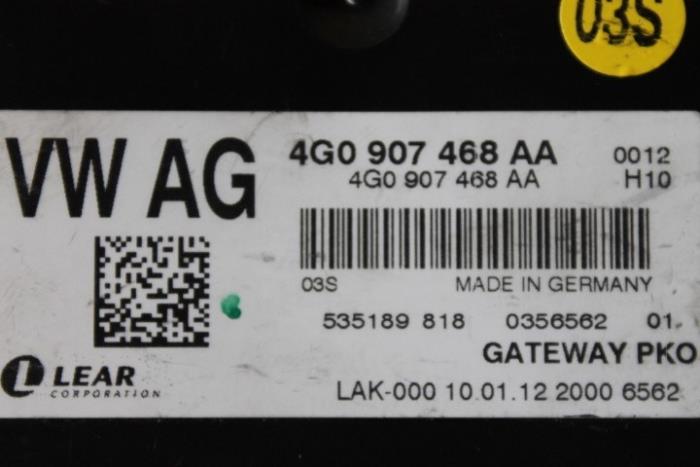 03S
VW AG
4G0 907 468 AA 0012
4G0 907 468 AA H10
03S MADE IN GERMANY
535189 818 0356562 01
GATEWAY PKO
LEAR
CORPORATION
LAK-000 10.01.12 2000 6562